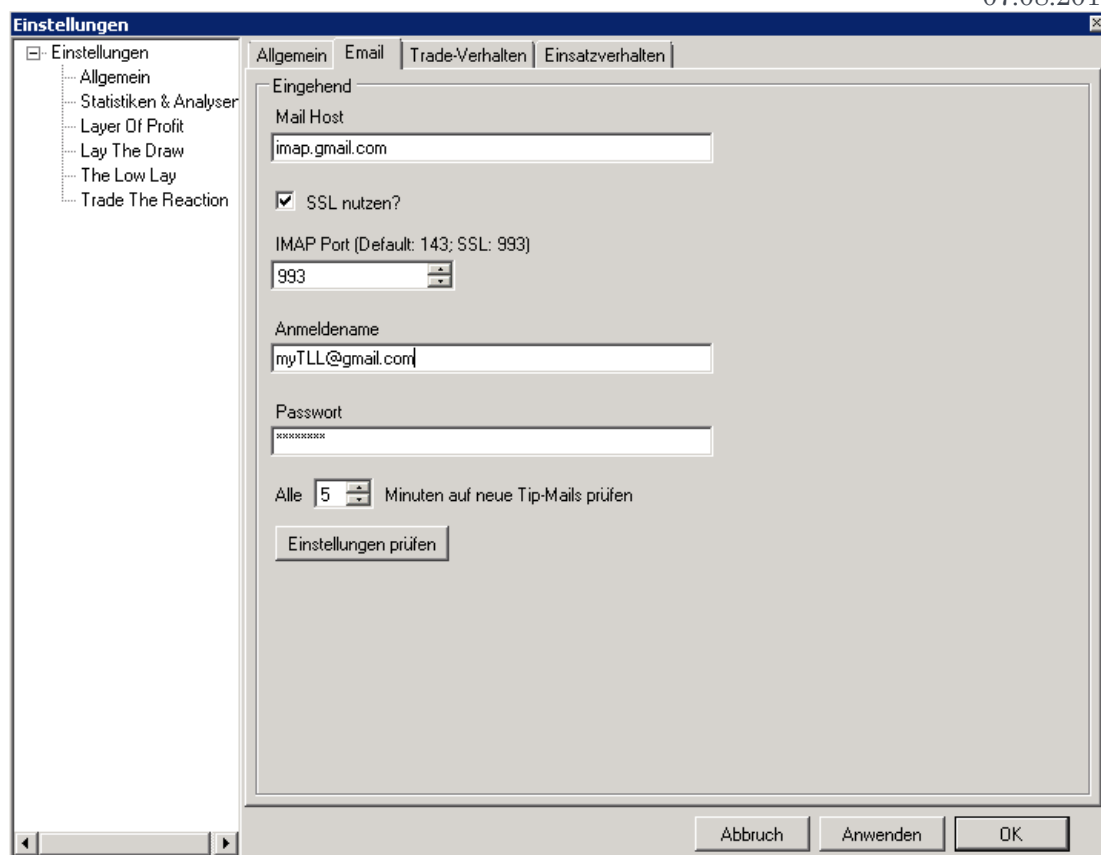 Einstellungen
Einstellungen
Allgemein
Statistiken & Analysen
Layer Of Profit
Lay The Draw
The Low Lay
Trade The Reaction
Allgemein
Email
Trade-Verhalten
Einsatzverhalten
Eingehend
Mail Host
imap.gmail.com
SSL nutzen?
IMAP Port (Default: 143; SSL: 993)
993
Anmeldename
myTLL@gmail.com
Passwort
********
Alle 5 Minuten auf neue Tip-Mails prüfen
Einstellungen prüfen
Abbruch
Anwenden
OK